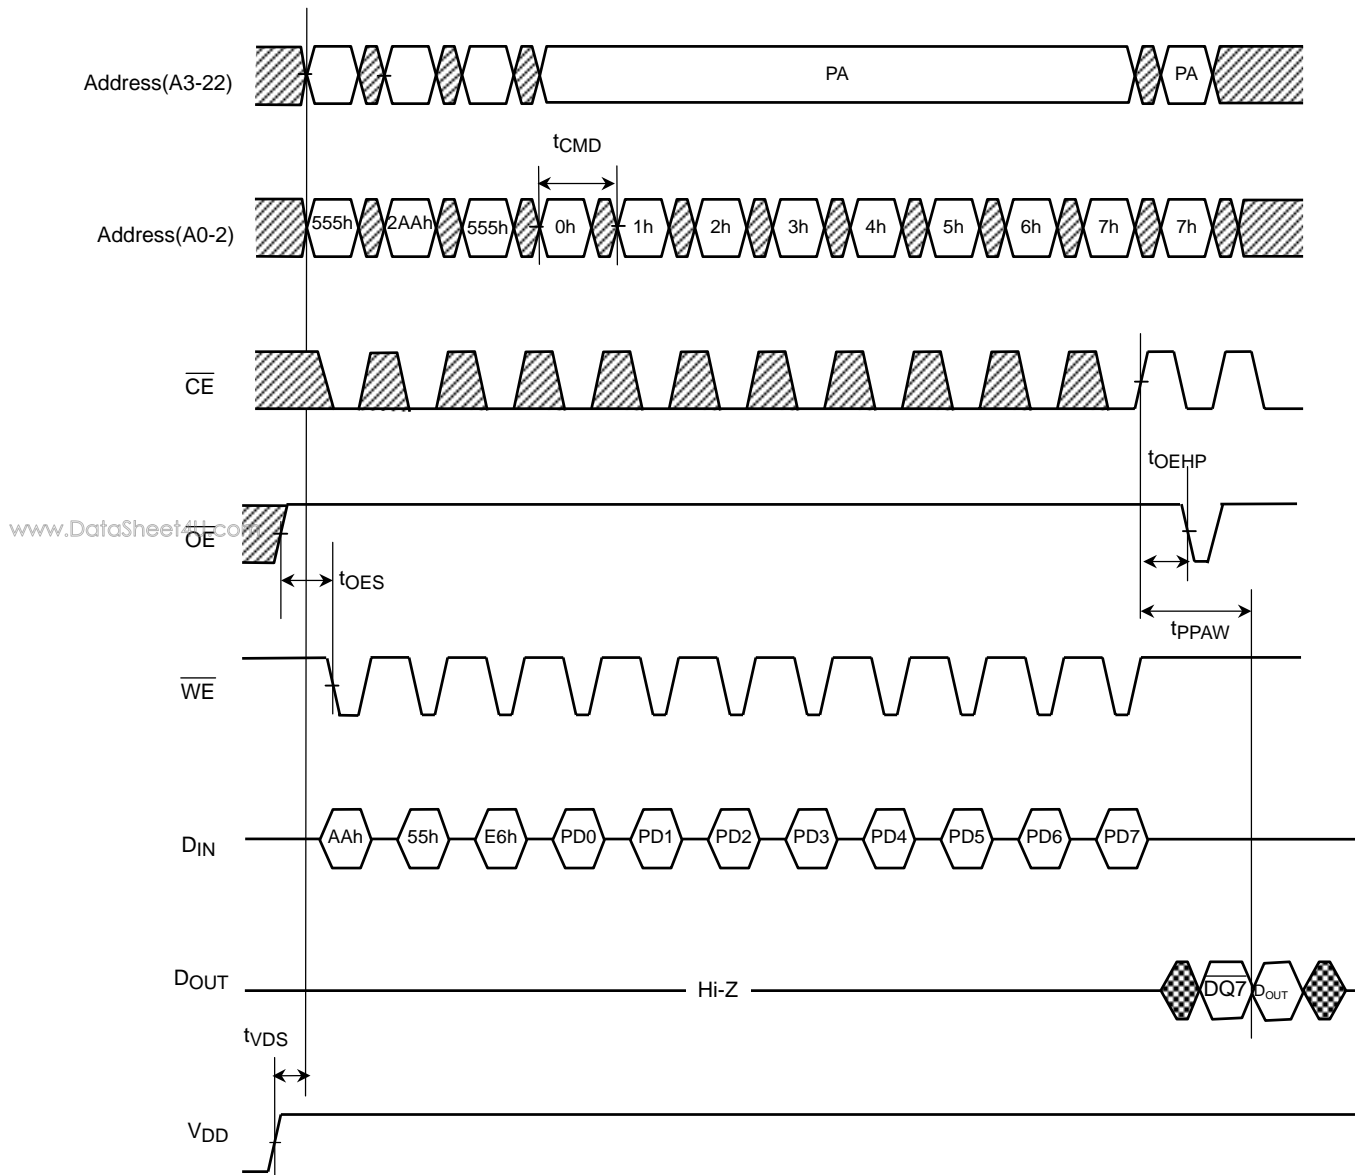 Address(A3-22)
PA
PA
tCMD
Address(A0-2)
555h
2AAh
555h
0h
1h
2h
3h
4h
5h
6h
7h
7h
CE
tOEHP
www.DataSheet4U.com
OE
tOES
tPPAW
WE
DIN
AAh
55h
E6h
PD0
PD1
PD2
PD3
PD4
PD5
PD6
PD7
DOUT
Hi-Z
DQ7
DOUT
tVDS
VDD